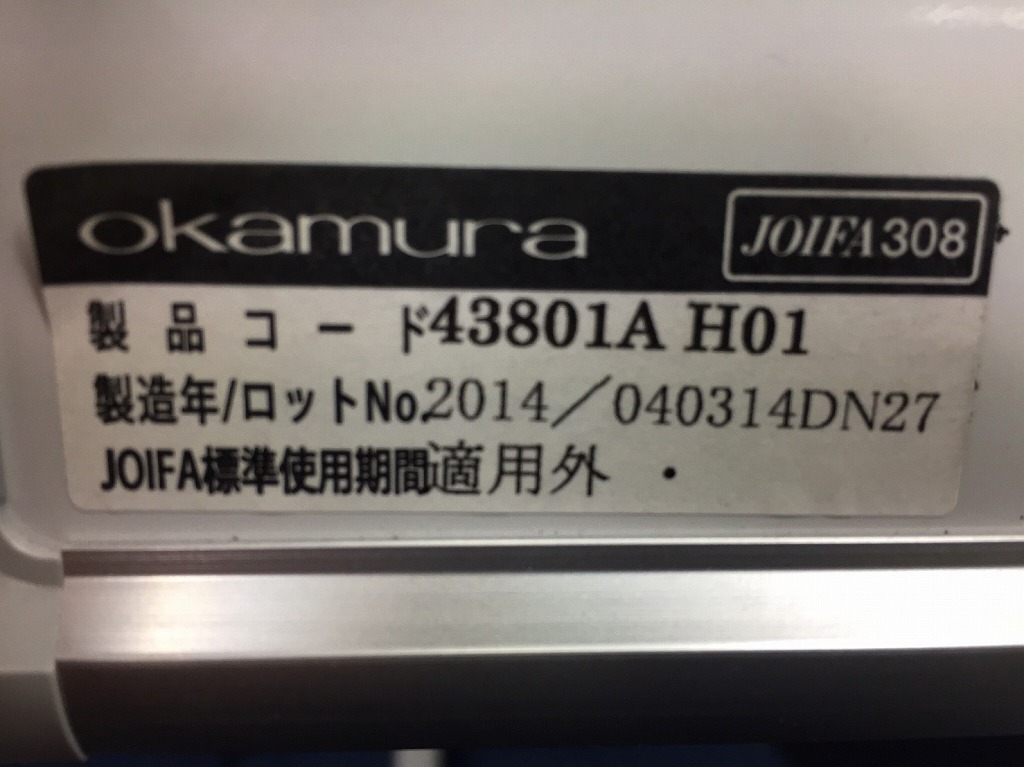 okamura JOIFA308
製品コード43801A H01
製造年/ロットNo.2014/040314DN27
JOIFA標準使用期間適用外 ・